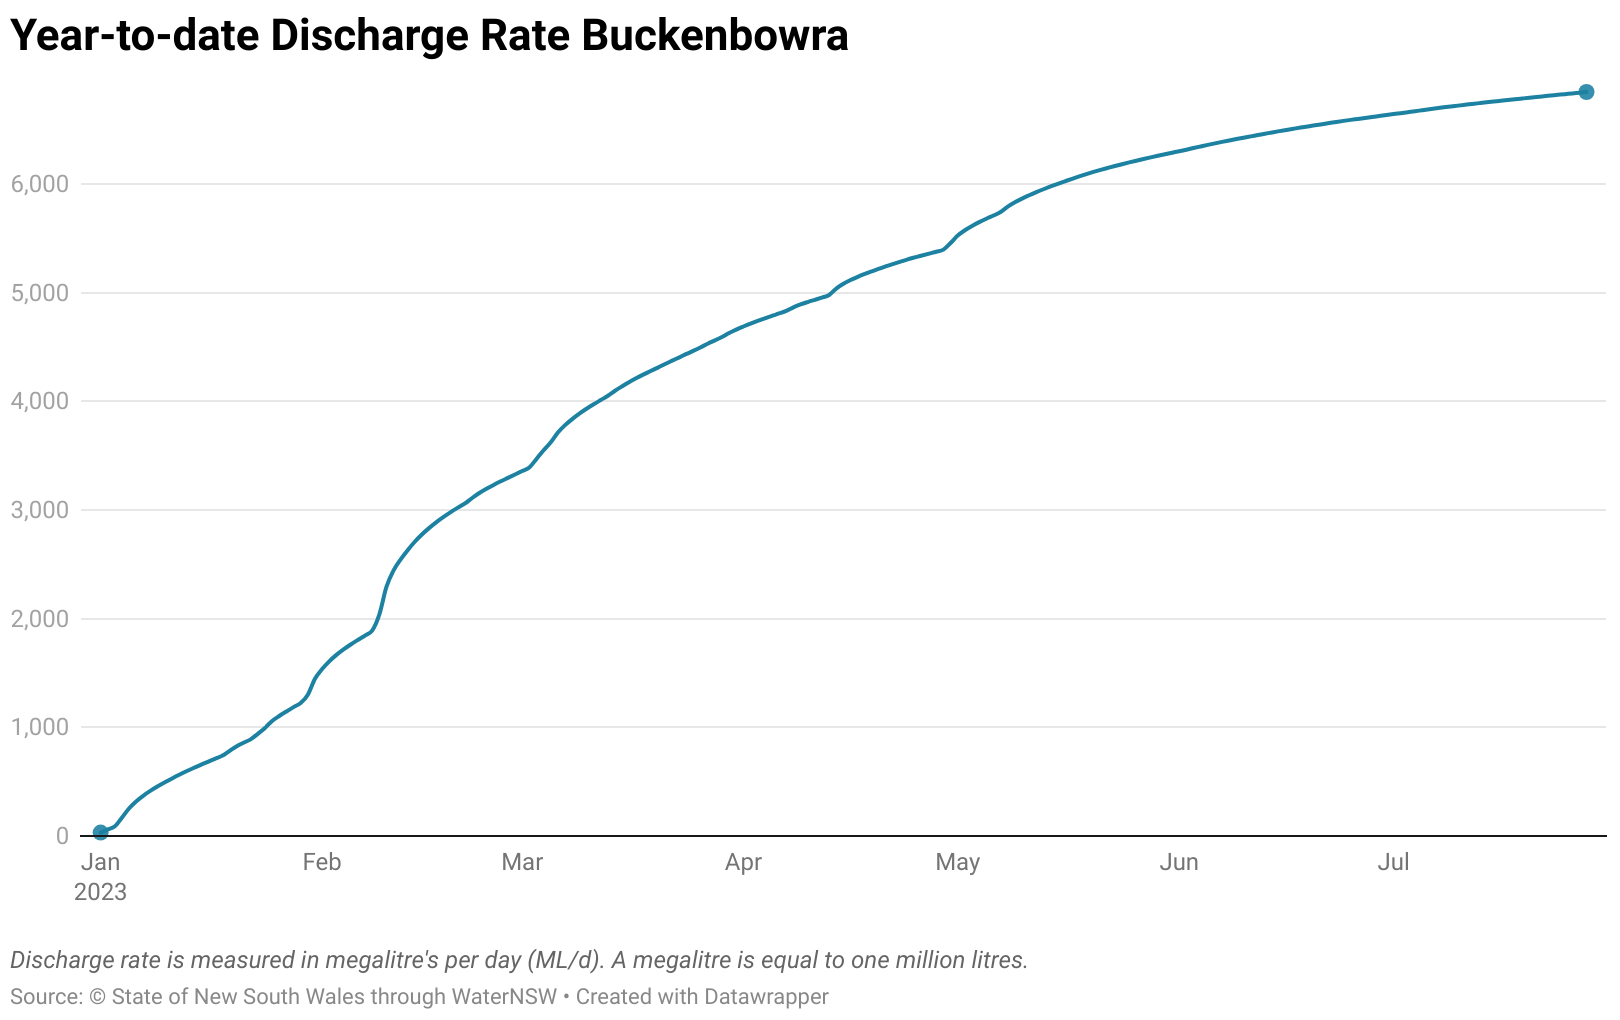 Year-to-date Discharge Rate Buckenbowra
6,000
5,000
4,000
3,000
2,000
1,000
0
Jan Feb Mar Apr May Jun Jul
2023
Discharge rate is measured in megalitre's per day (ML/d). A megalitre is equal to one million litres.
Source: © State of New South Wales through WaterNSW • Created with Datawrapper